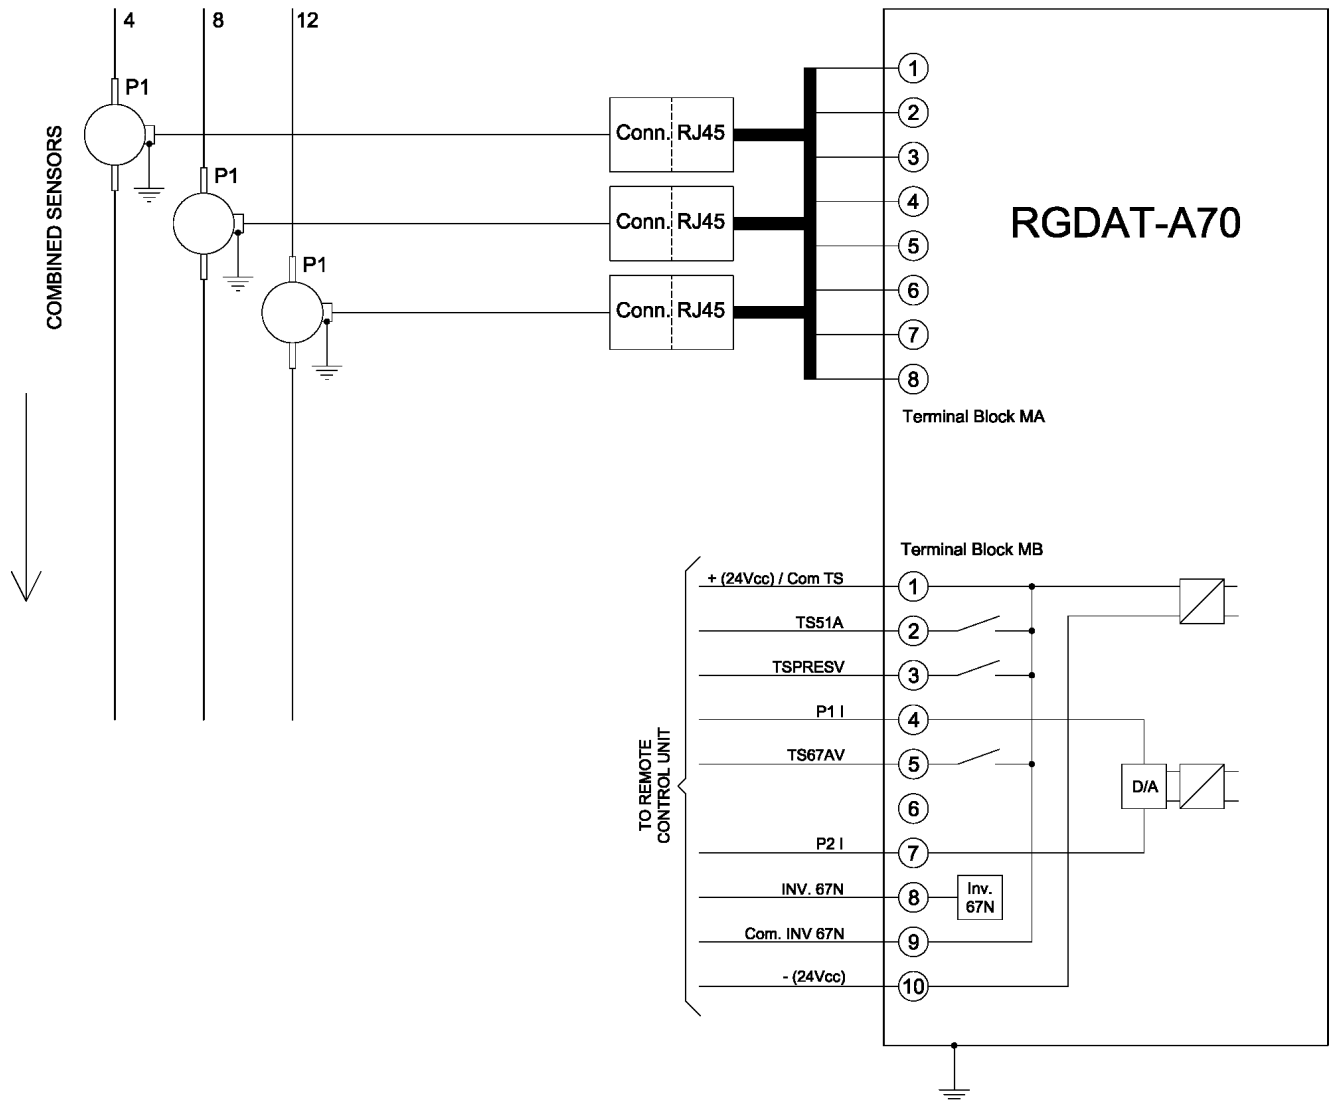 4
8
12
P1
P1
P1
COMBINED SENSORS
Conn. RJ45
Conn. RJ45
Conn. RJ45
1
2
3
4
5
6
7
8
RGDAT-A70
Terminal Block MA
Terminal Block MB
TO REMOTE
CONTROL UNIT
+ (24Vcc) / Com TS
1
TS51A
2
TSPRESV
3
P1 I
4
TS67AV
5
D/A
6
P2 I
7
INV. 67N
8
Inv.
67N
Com. INV 67N
9
- (24Vcc)
10